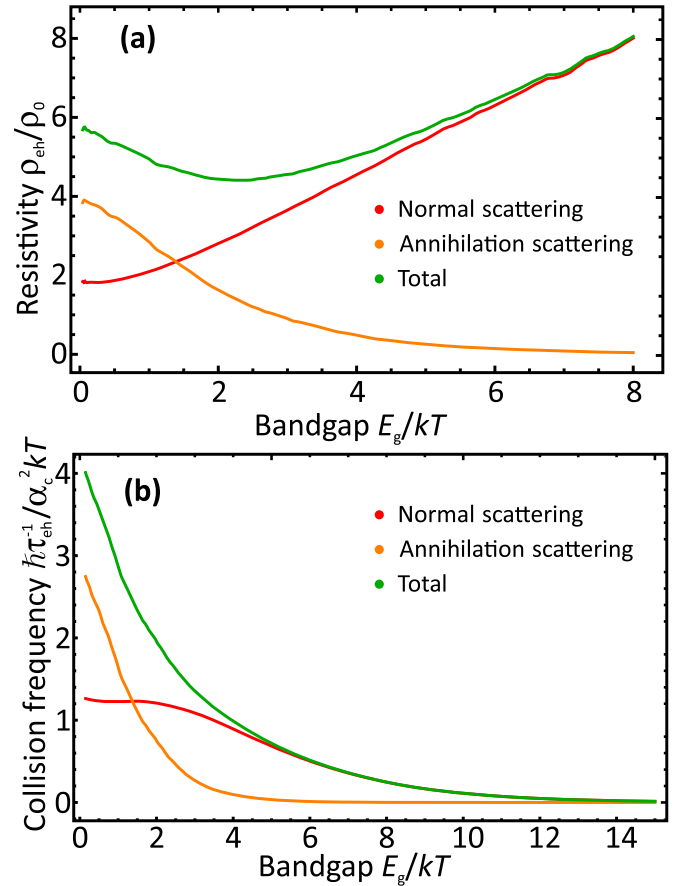 (a)
Resistivity ρeh/ρ0
8
6
4
2
0
Normal scattering
Annihilation scattering
Total
0 2 4 6 8
Bandgap Eg/kT
(b)
Collision frequency ℏτeh-1/αc2kT
4
3
2
1
0
Normal scattering
Annihilation scattering
Total
0 2 4 6 8 10 12 14
Bandgap Eg/kT